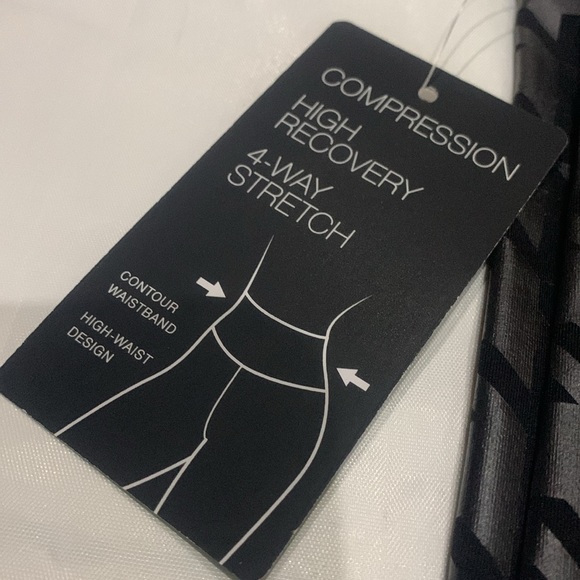 COMPRESSION
HIGH
RECOVERY
4-WAY
STRETCH
CONTOUR
WAISTBAND
HIGH-WAIST
DESIGN